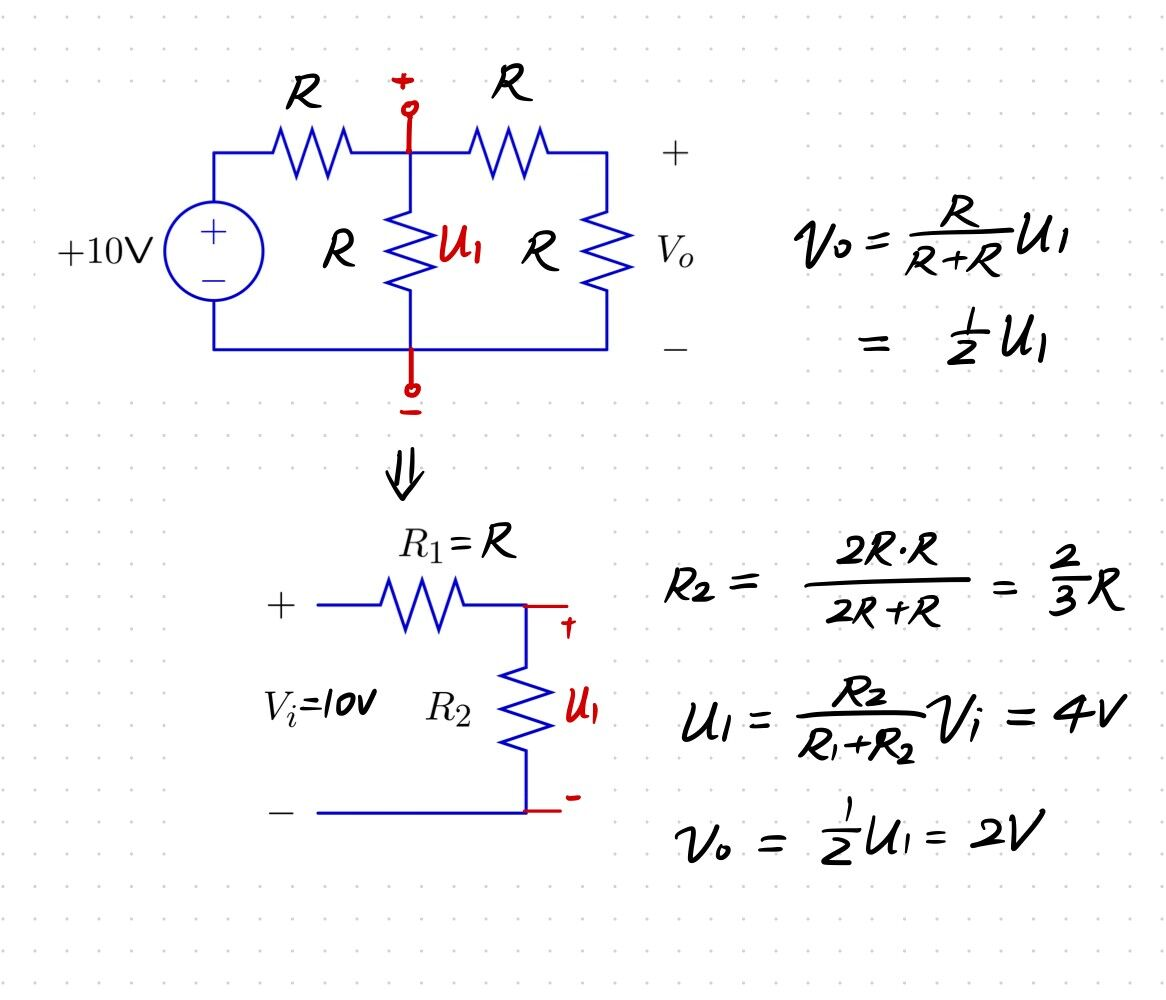 R R
+
+
+10V
+
−
R U₁ R V₀
−
−
V₀ = R/(R+R) U₁
= 1/2 U₁
⇓
R₁ = R
+
+
Vᵢ=10V R₂ U₁
−
-
R₂ = 2R·R/(2R+R) = 2/3 R
U₁ = R₂/(R₁+R₂) Vᵢ = 4V
V₀ = 1/2 U₁ = 2V